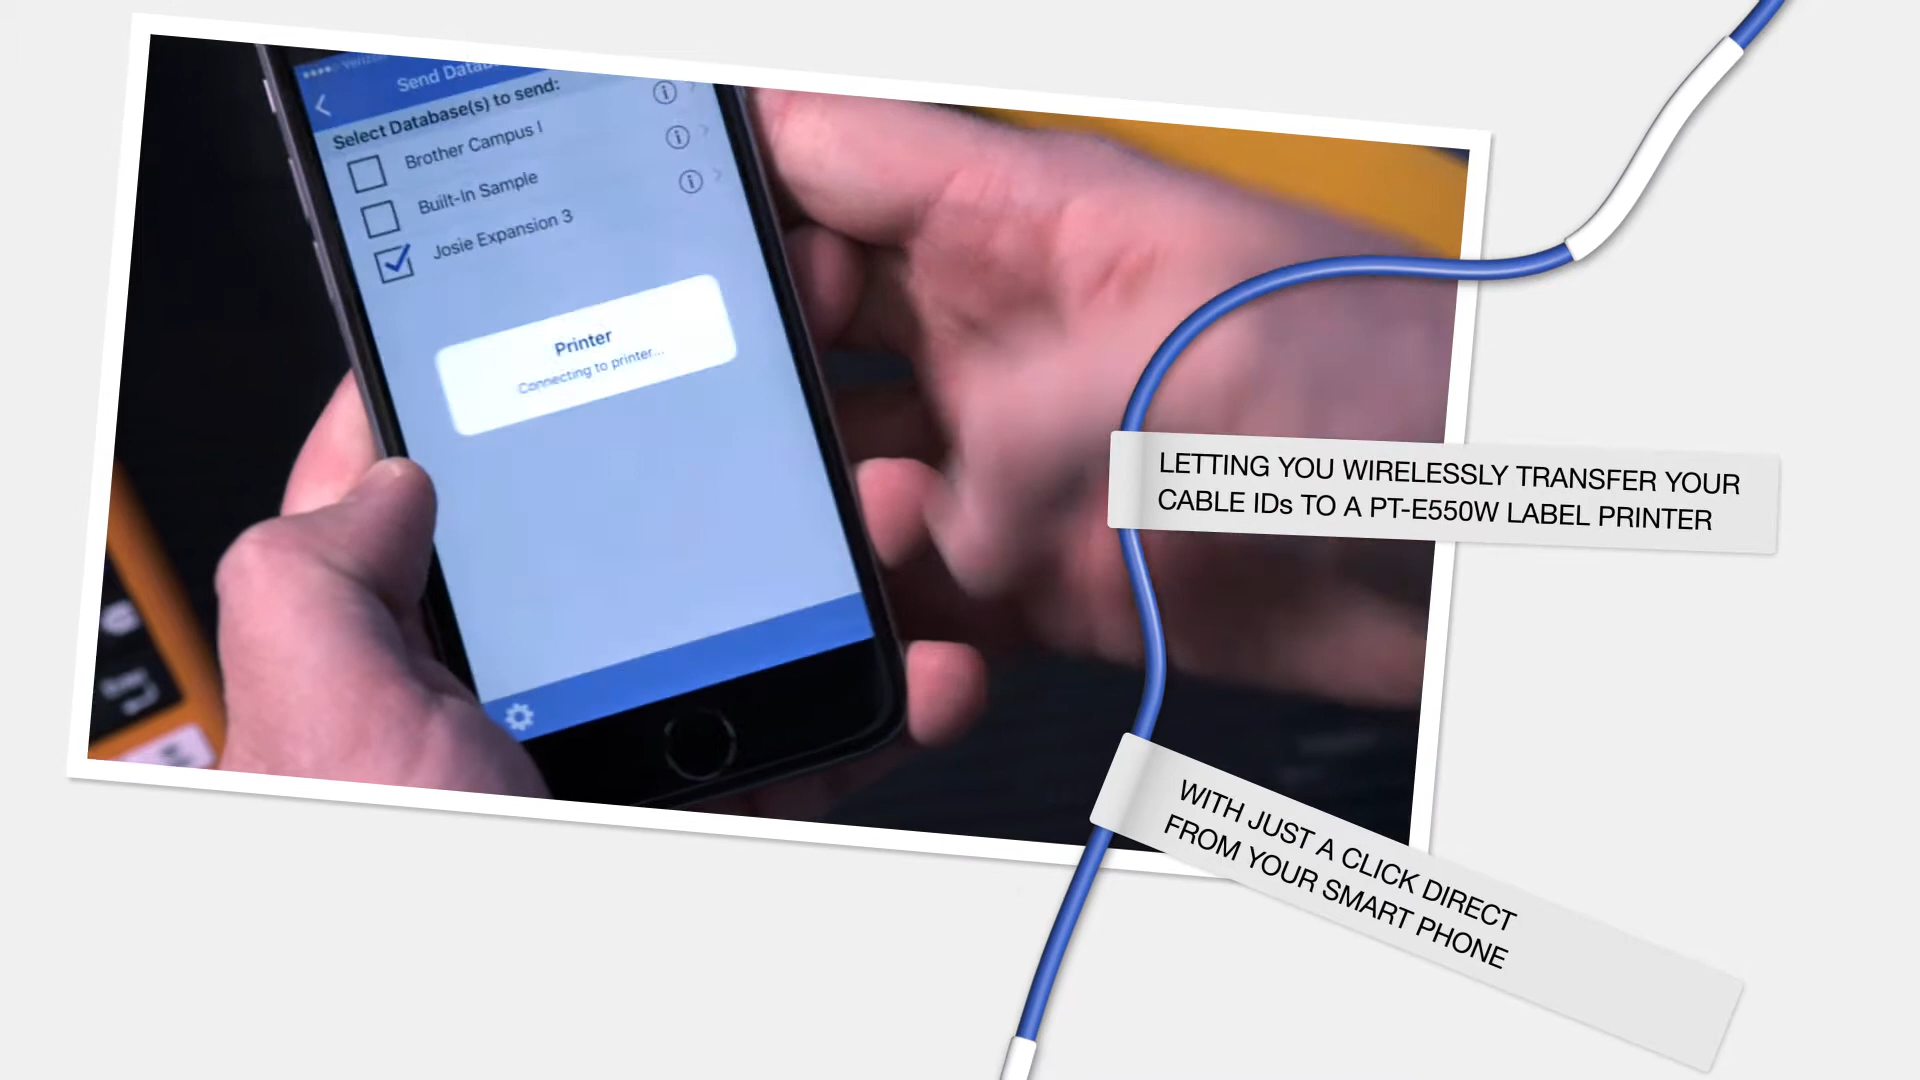 Send Datab
Select Database(s) to send:
Brother Campus I
Built-In Sample
Josie Expansion 3
Printer
Connecting to printer...
LETTING YOU WIRELESSLY TRANSFER YOUR
CABLE IDs TO A PT-E550W LABEL PRINTER
WITH JUST A CLICK DIRECT
FROM YOUR SMART PHONE